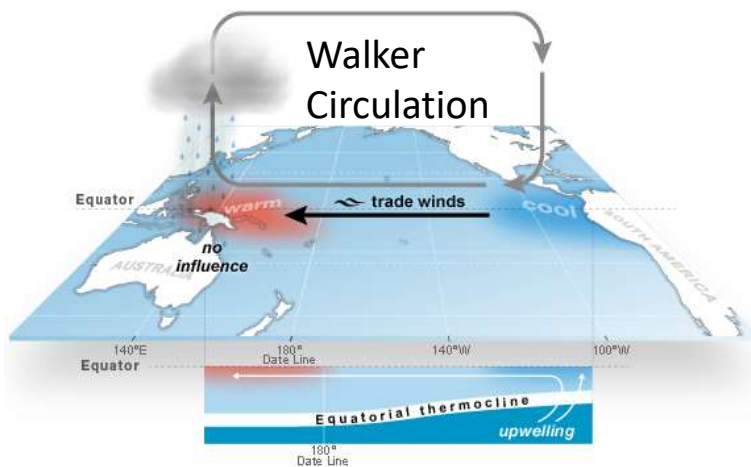 Walker
Circulation
Equator
warm
trade winds
cool
SOUTH AMERICA
no
influence
AUSTRALIA
140°E
180°
Date Line
140°W
100°W
Equator
Equatorial thermocline
upwelling
180°
Date Line